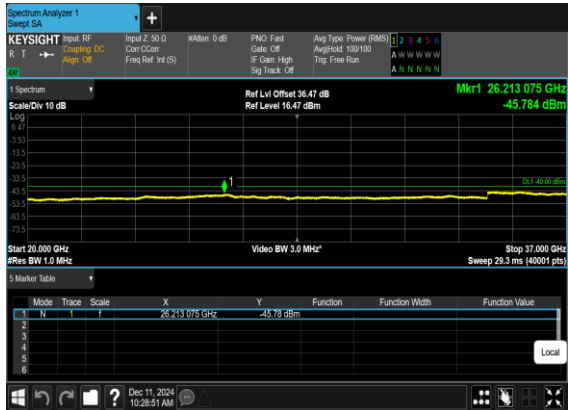 Spectrum Analyzer 1
Swept SA
+
KEYSIGHT
R T
LU
Input: RF
Coupling: DC
Align: Off
Input Z: 50 Ω
Corr CCorr
Freq Ref: Int (S)
#Atten: 0 dB
PNO: Fast
Gate: Off
IF Gain: High
Sig Track: Off
Avg Type: Power (RMS)
Avg|Hold: 100/100
Trig: Free Run
1 2 3 4 5 6
A W W W W W
A N N N N N
1 Spectrum
Scale/Div 10 dB
Ref Lvl Offset 36.47 dB
Ref Level 16.47 dBm
Mkr1 26.213 075 GHz
-45.784 dBm
Log
6.47
-3.53
-13.5
-23.5
-33.5
-43.5
-53.5
-63.5
-73.5
1
DL1 -40.00 dBm
Start 20.000 GHz
#Res BW 1.0 MHz
Video BW 3.0 MHz*
Stop 37.000 GHz
Sweep 29.3 ms (40001 pts)
5 Marker Table
Mode Trace Scale X Y Function Function Width Function Value
1 N 1 f 26.213 075 GHz -45.78 dBm
2
3
4
5
6
Local
?
Dec 11, 2024
10:28:51 AM